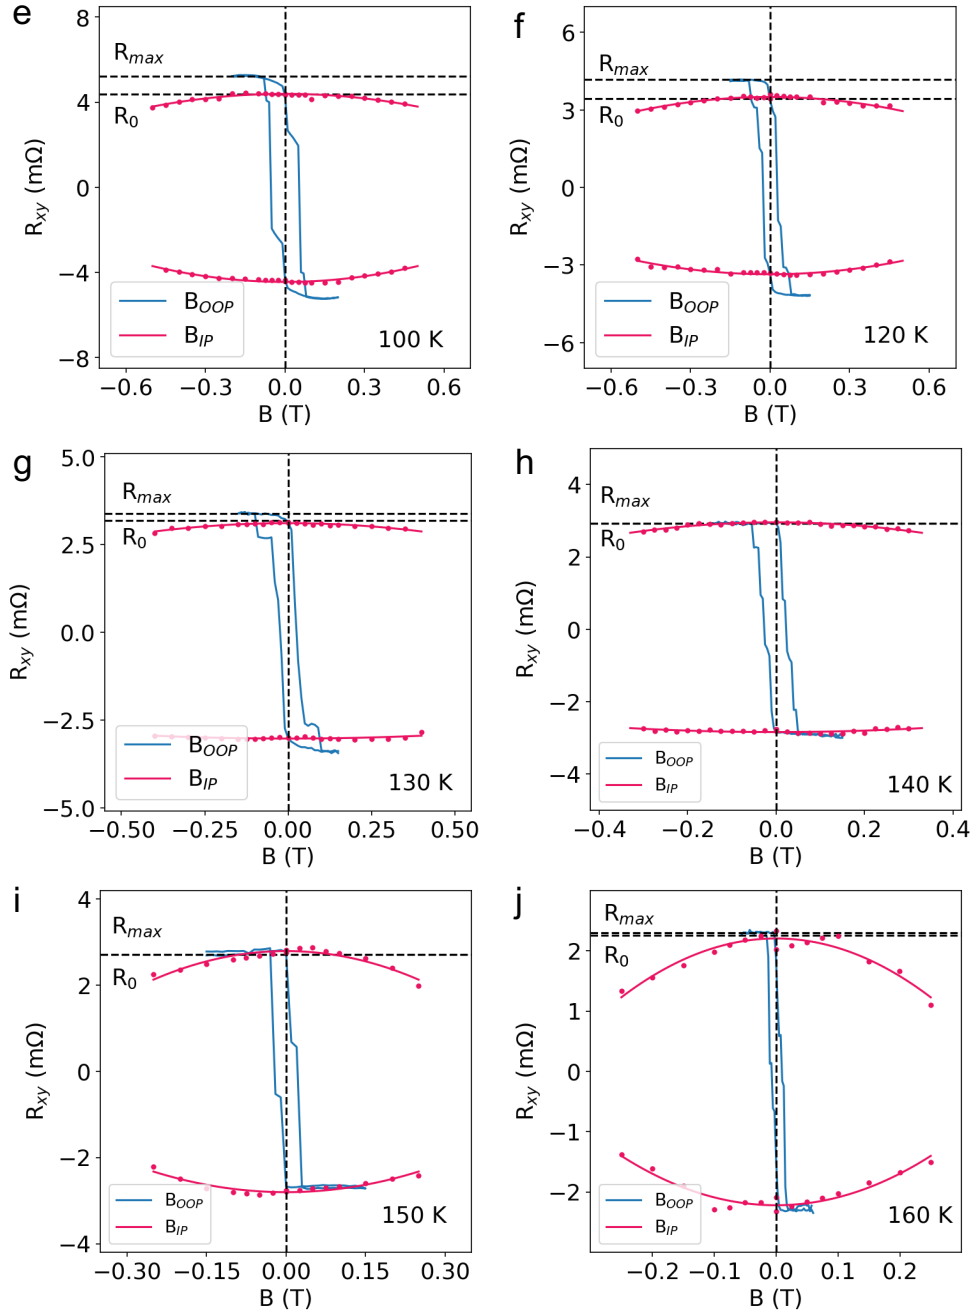 e
8
4
0
−4
−8
R_xy (mΩ)
R_max
R_0
B_OOP
B_IP
100 K
−0.6 −0.3 0.0 0.3 0.6
B (T)
f
6
3
0
−3
−6
R_xy (mΩ)
R_max
R_0
B_OOP
B_IP
120 K
−0.6 −0.3 0.0 0.3 0.6
B (T)
g
5.0
2.5
0.0
−2.5
−5.0
R_xy (mΩ)
R_max
R_0
B_OOP
B_IP
130 K
−0.50 −0.25 0.00 0.25 0.50
B (T)
h
4
2
0
−2
−4
R_xy (mΩ)
R_max
R_0
B_OOP
B_IP
140 K
−0.4 −0.2 0.0 0.2 0.4
B (T)
i
4
2
0
−2
−4
R_xy (mΩ)
R_max
R_0
B_OOP
B_IP
150 K
−0.30 −0.15 0.00 0.15 0.30
B (T)
j
2
1
0
−1
−2
R_xy (mΩ)
R_max
R_0
B_OOP
B_IP
160 K
−0.2 −0.1 0.0 0.1 0.2
B (T)